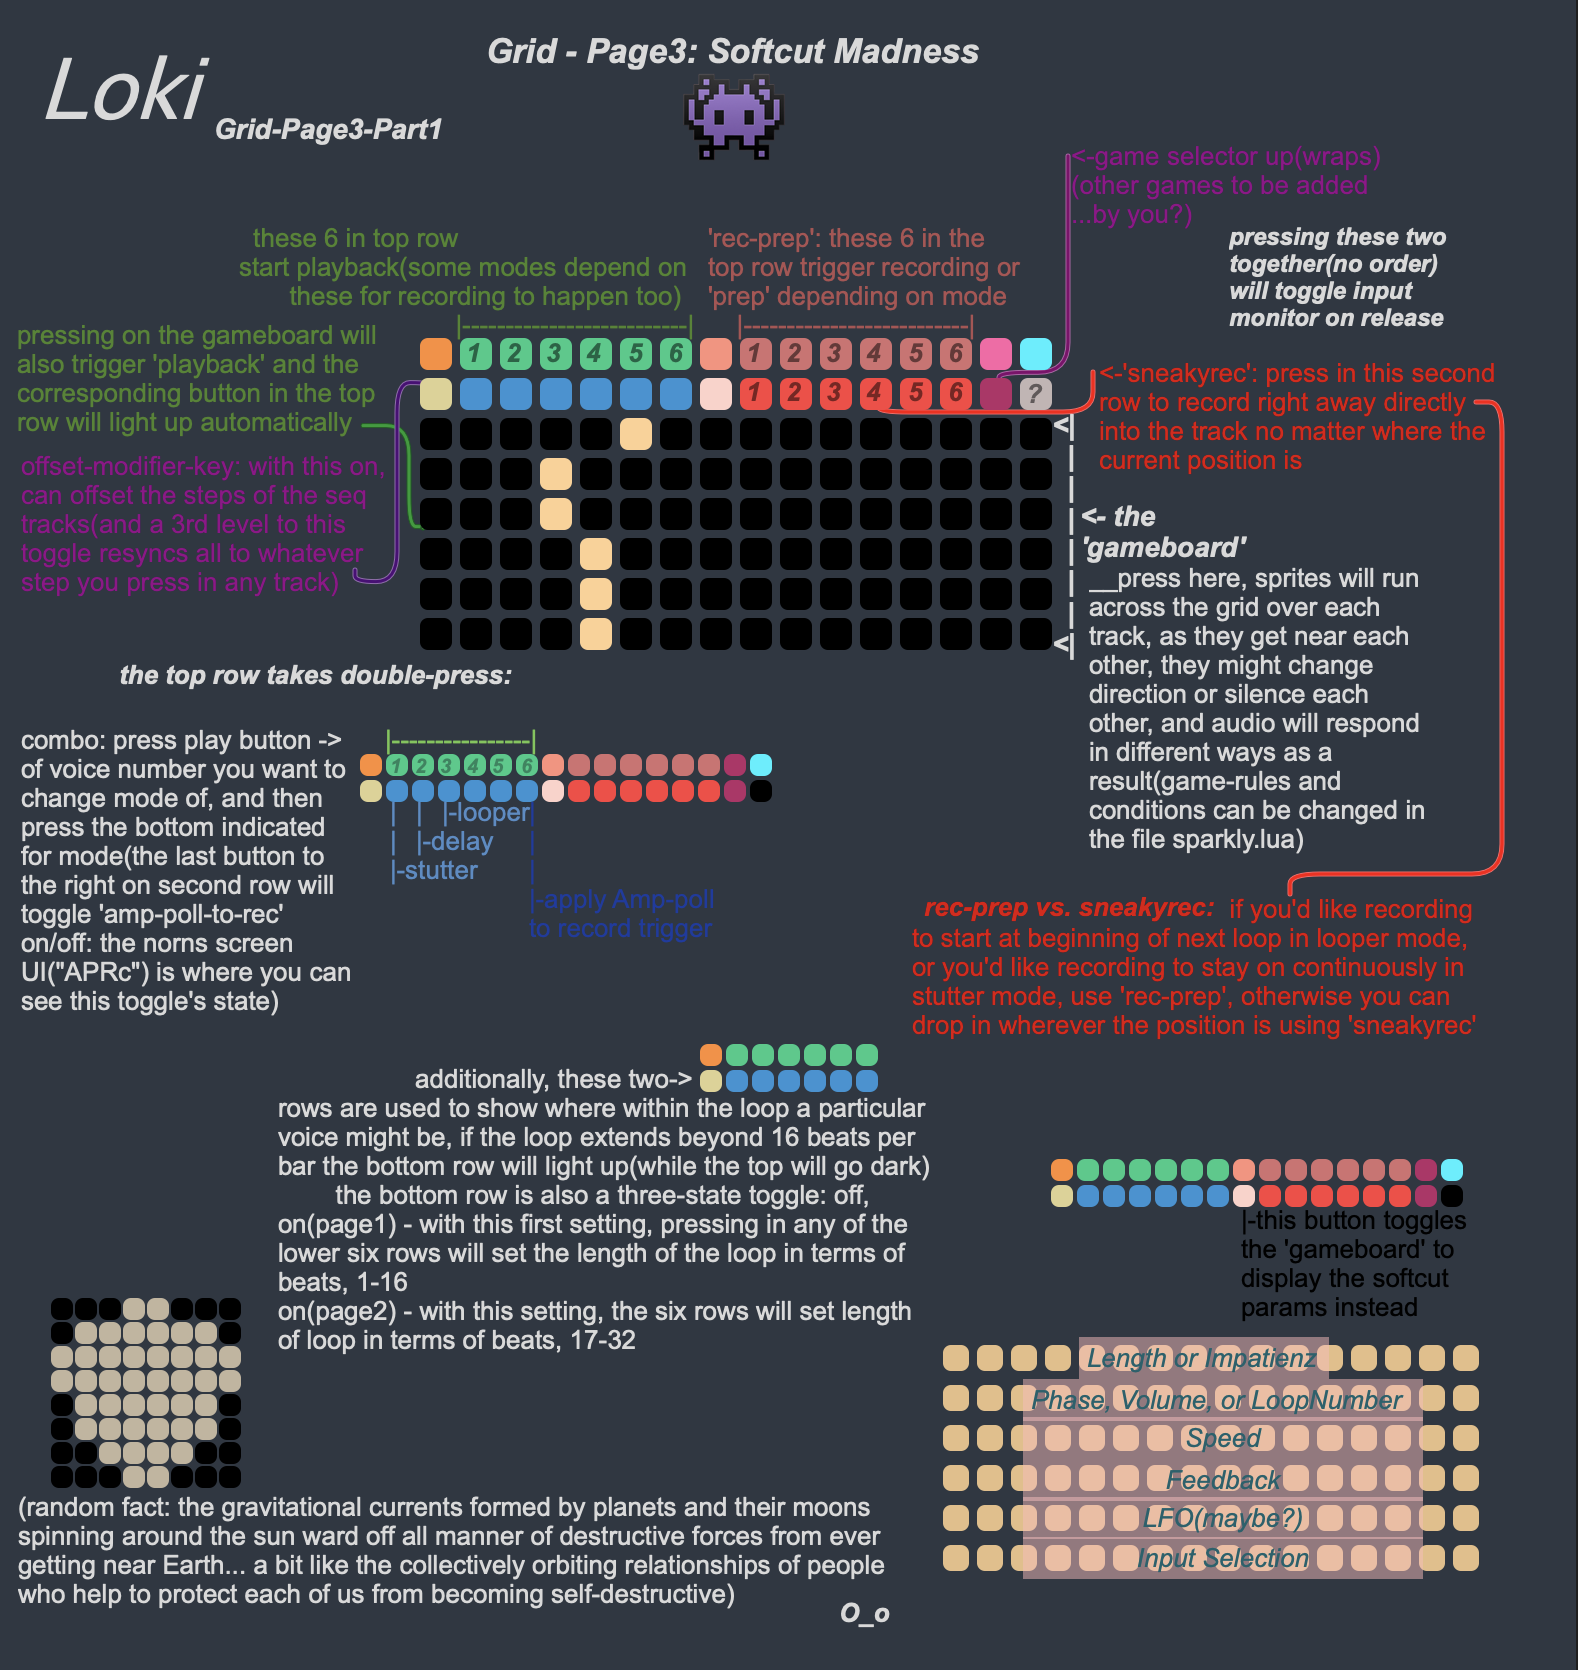 Grid - Page3: Softcut Madness
Loki
Grid-Page3-Part1
<-game selector up(wraps)
(other games to be added
...by you?)
pressing these two
together(no order)
will toggle input
monitor on release
these 6 in top row
start playback(some modes depend on
these for recording to happen too)
'rec-prep': these 6 in the
top row trigger recording or
'prep' depending on mode
|--------------------------|
|--------------------------|
pressing on the gameboard will
also trigger 'playback' and the
corresponding button in the top
row will light up automatically
offset-modifier-key: with this on,
can offset the steps of the seq
tracks(and a 3rd level to this
toggle resyncs all to whatever
step you press in any track)
1 2 3 4 5 6 1 2 3 4 5 6
1 2 3 4 5 6 ?
<-'sneakyrec': press in this second
row to record right away directly
into the track no matter where the
current position is
<|
|
|
<- the
'gameboard'
__press here, sprites will run
across the grid over each
track, as they get near each
other, they might change
direction or silence each
other, and audio will respond
in different ways as a
result(game-rules and
conditions can be changed in
the file sparkly.lua)
<|
the top row takes double-press:
combo: press play button ->
of voice number you want to
change mode of, and then
press the bottom indicated
for mode(the last button to
the right on second row will
toggle 'amp-poll-to-rec'
on/off: the norns screen
UI("APRc") is where you can
see this toggle's state)
|----------------|
1 2 3 4 5 6
|-looper
|-delay
|-stutter
|-apply Amp-poll
to record trigger
rec-prep vs. sneakyrec: if you'd like recording
to start at beginning of next loop in looper mode,
or you'd like recording to stay on continuously in
stutter mode, use 'rec-prep', otherwise you can
drop in wherever the position is using 'sneakyrec'
additionally, these two->
rows are used to show where within the loop a particular
voice might be, if the loop extends beyond 16 beats per
bar the bottom row will light up(while the top will go dark)
the bottom row is also a three-state toggle: off,
on(page1) - with this first setting, pressing in any of the
lower six rows will set the length of the loop in terms of
beats, 1-16
on(page2) - with this setting, the six rows will set length
of loop in terms of beats, 17-32
|-this button toggles
the 'gameboard' to
display the softcut
params instead
Length or Impatienz
Phase, Volume, or LoopNumber
Speed
Feedback
LFO(maybe?)
Input Selection
(random fact: the gravitational currents formed by planets and their moons
spinning around the sun ward off all manner of destructive forces from ever
getting near Earth... a bit like the collectively orbiting relationships of people
who help to protect each of us from becoming self-destructive)
O_o